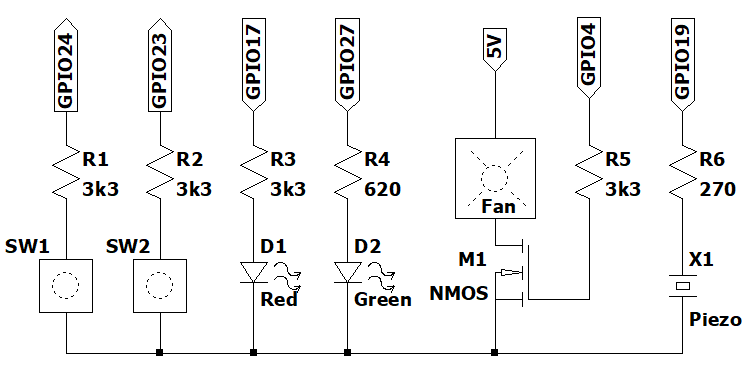 GPIO24
GPIO23
GPIO17
GPIO27
5V
GPIO4
GPIO19
R1
3k3
R2
3k3
R3
3k3
R4
620
Fan
R5
3k3
R6
270
SW1
SW2
D1
Red
D2
Green
M1
NMOS
X1
Piezo